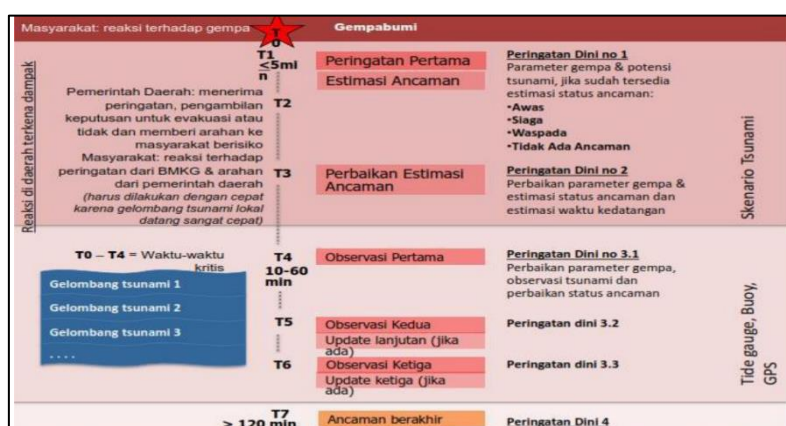 Masyarakat: reaksi terhadap gempa
T
0
Gempabumi
T1
≤5mi
n
Peringatan Pertama
Estimasi Ancaman
Peringatan Dini no 1
Parameter gempa & potensi
tsunami, jika sudah tersedia
estimasi status ancaman:
•Awas
•Siaga
•Waspada
•Tidak Ada Ancaman
Reaksi di daerah terkena dampak
Pemerintah Daerah: menerima
peringatan, pengambilan
keputusan untuk evakuasi atau
tidak dan memberi arahan ke
masyarakat berisiko
Masyarakat: reaksi terhadap
peringatan dari BMKG & arahan
dari pemerintah daerah
(harus dilakukan dengan cepat
karena gelombang tsunami lokal
datang sangat cepat)
T2
T3
Perbaikan Estimasi
Ancaman
Peringatan Dini no 2
Perbaikan parameter gempa &
estimasi status ancaman dan
estimasi waktu kedatangan
Skenario Tsunami
T0 – T4 = Waktu-waktu
kritis
Gelombang tsunami 1
Gelombang tsunami 2
Gelombang tsunami 3
....
T4
10-60
min
Observasi Pertama
Peringatan Dini no 3.1
Perbaikan parameter gempa,
observasi tsunami dan
perbaikan status ancaman
T5
Observasi Kedua
Update lanjutan (jika
ada)
Peringatan dini 3.2
T6
Observasi Ketiga
Update ketiga (jika
ada)
Peringatan dini 3.3
Tide gauge, Buoy,
GPS
T7
> 120 min
Ancaman berakhir
Peringatan Dini 4